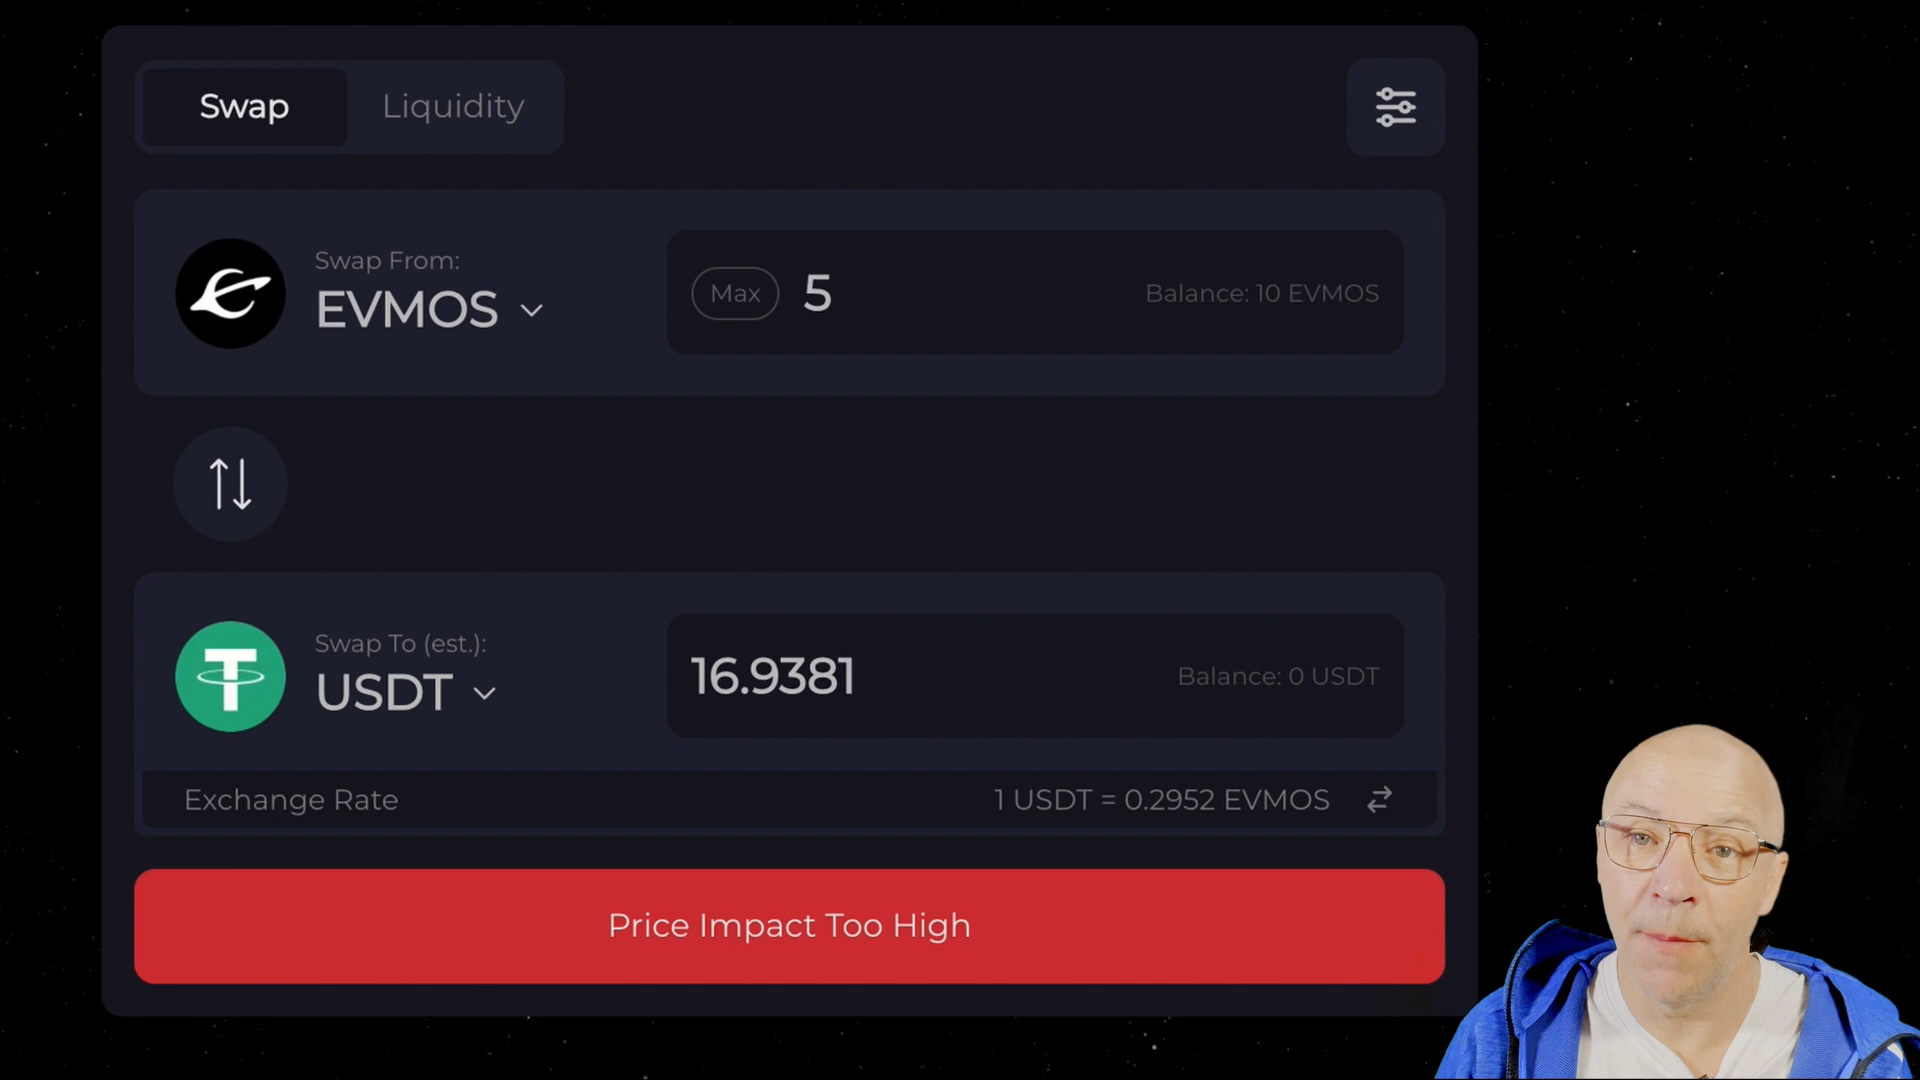 Swap
Liquidity
Swap From:
EVMOS
Max
5
Balance: 10 EVMOS
Swap To (est.):
USDT
16.9381
Balance: 0 USDT
Exchange Rate
1 USDT = 0.2952 EVMOS
Price Impact Too High